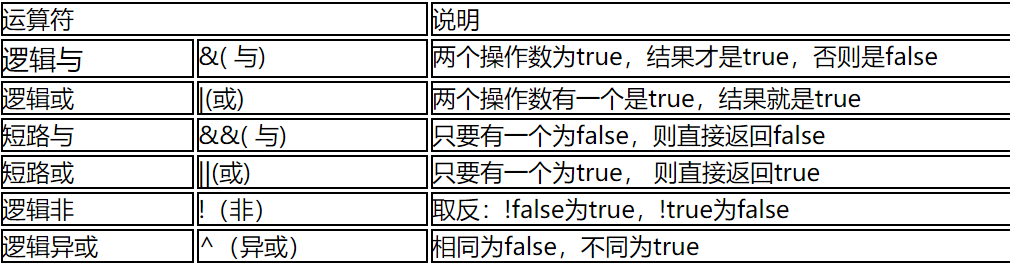 运算符 说明
逻辑与 &( 与) 两个操作数为true，结果才是true，否则是false
逻辑或 |(或) 两个操作数有一个是true，结果就是true
短路与 &&( 与) 只要有一个为false，则直接返回false
短路或 ||(或) 只要有一个为true， 则直接返回true
逻辑非 !（非） 取反：!false为true，!true为false
逻辑异或 ^（异或） 相同为false，不同为true